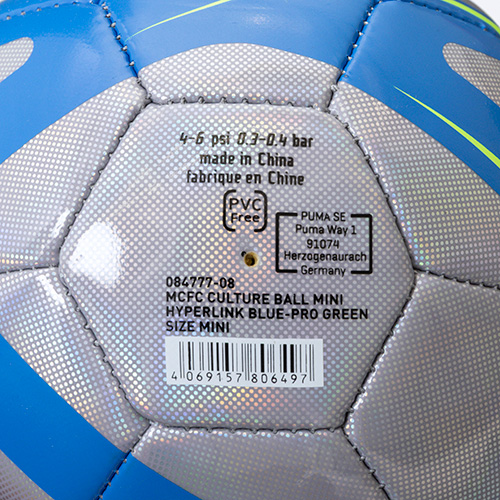 4-6 psi 0.3-0.4 bar
made in China
fabrique en Chine
PVC
Free
PUMA SE
Puma Way 1
91074
Herzogenaurach
Germany
084777-08
MCFC CULTURE BALL MINI
HYPERLINK BLUE-PRO GREEN
SIZE MINI
4 069157 806497